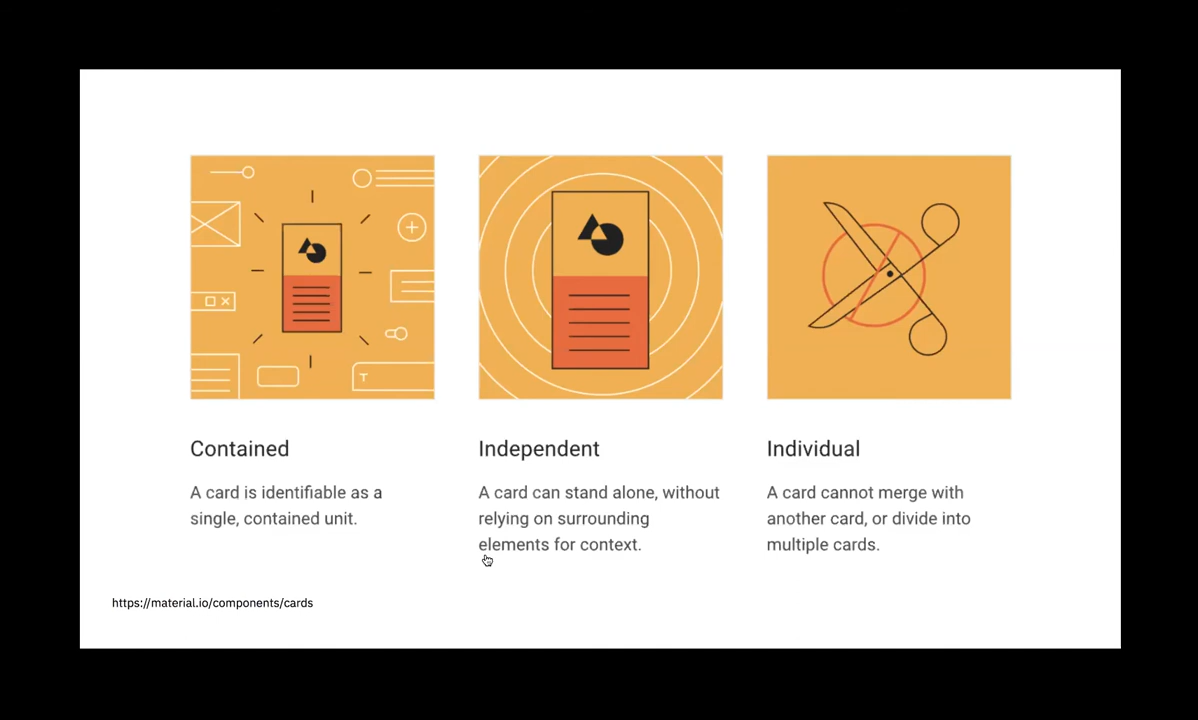 Contained
A card is identifiable as a
single, contained unit.
Independent
A card can stand alone, without
relying on surrounding
elements for context.
Individual
A card cannot merge with
another card, or divide into
multiple cards.
https://material.io/components/cards